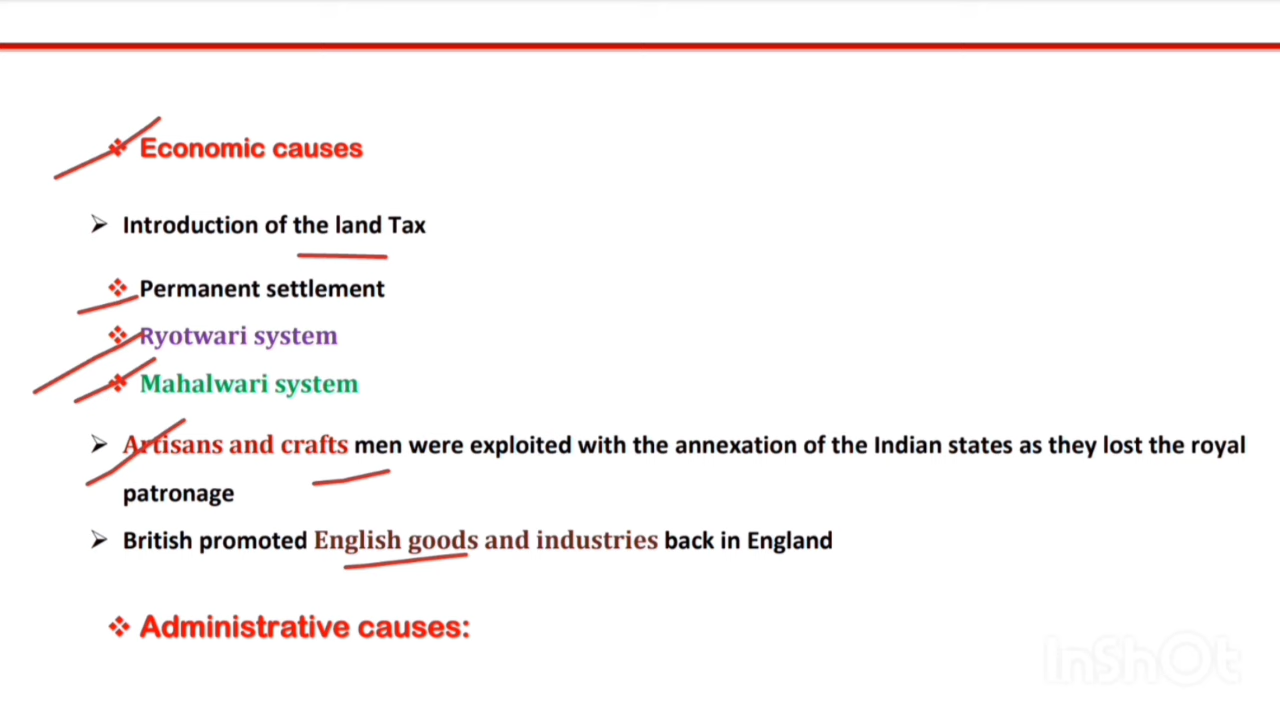 Economic causes
Introduction of the land Tax
Permanent settlement
Ryotwari system
Mahalwari system
Artisans and crafts men were exploited with the annexation of the Indian states as they lost the royal
patronage
British promoted English goods and industries back in England
Administrative causes:
InShOt